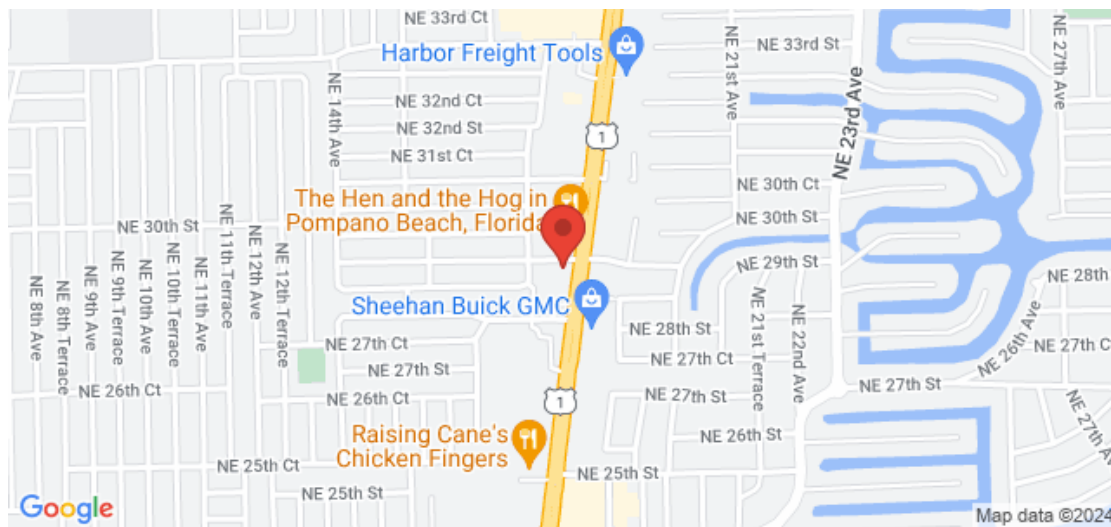 NE 33rd Ct
Harbor Freight Tools
NE 33rd St
NE 21st Ave
NE 27th Ave
NE 23rd Ave
NE 14th Ave
NE 32nd Ct
NE 32nd St
NE 31st Ct
1
The Hen and the Hog in
Pompano Beach, Florida
NE 30th Ct
NE 30th St
NE 30th St
NE 29th St
NE 28th
NE 8th Ave
NE 8th Terrace
NE 9th Ave
NE 9th Terrace
NE 10th Ave
NE 10th Terrace
NE 11th Ave
NE 11th Terrace
NE 12th Ave
NE 12th Terrace
Sheehan Buick GMC
NE 28th St
NE 21st Terrace
NE 22nd Ave
NE 26th Ave
NE 27th Ct
NE 27th Ct
NE 27th Ct
NE 27th St
NE 27th St
NE 27th St
NE 26th Ct
NE 26th Ct
1
NE 27th Ave
Raising Cane's
Chicken Fingers
NE 26th St
NE 25th Ct
NE 25th St
NE 25th St
Google
Map data ©2024